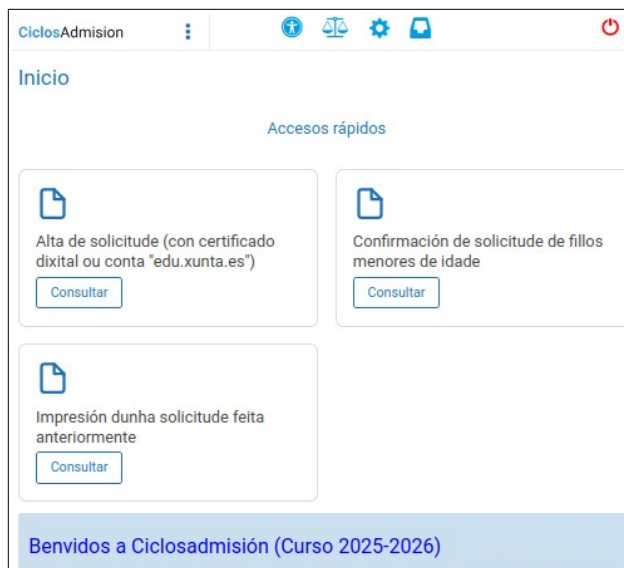 CiclosAdmision
Inicio
Accesos rápidos
Alta de solicitude (con certificado
dixital ou conta "edu.xunta.es")
Consultar
Confirmación de solicitude de fillos
menores de idade
Consultar
Impresión dunha solicitude feita
anteriormente
Consultar
Benvidos a Ciclosadmisión (Curso 2025-2026)